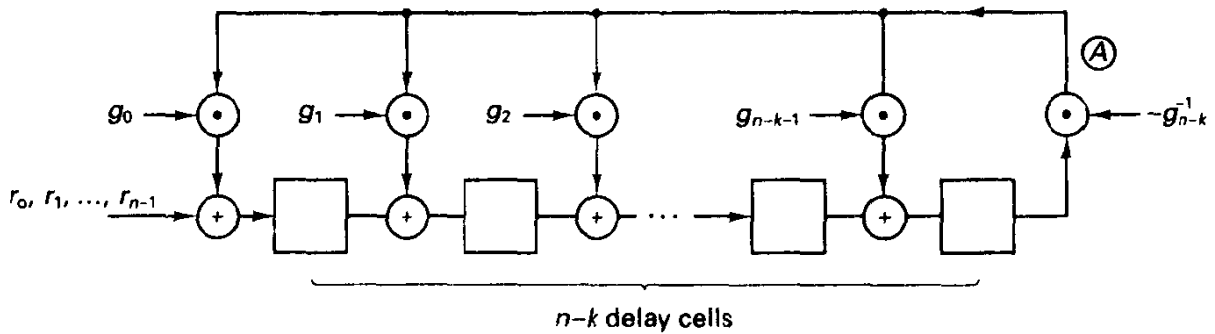 A
g₀ g₁ g₂ gₙ₋ₖ₋₁ −g⁻¹ₙ₋ₖ
r₀, r₁, ..., rₙ₋₁ + + + ... + 
n–k delay cells